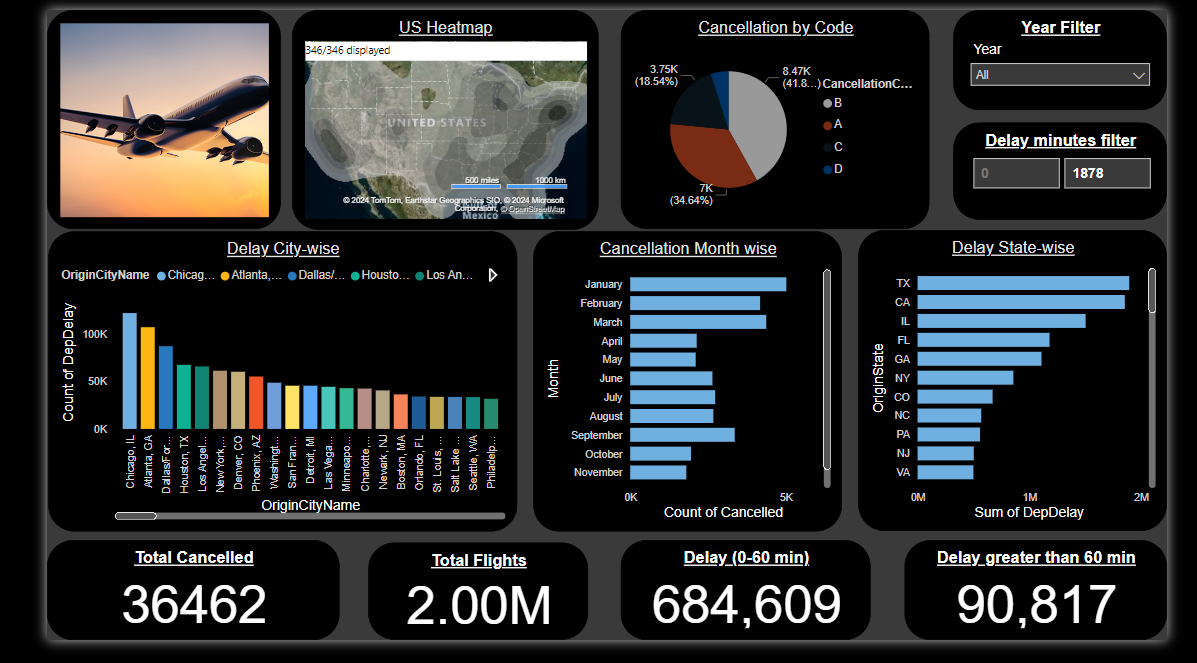 US Heatmap
346/346 displayed
UNITED STATES
500 miles
1000 km
© 2024 TomTom, Earthstar Geographics SIO, © 2024 Microsoft
Corporation, © OpenStreetMap
Mexico
Cancellation by Code
3.75K
(18.54%)
8.47K
(41.8...)
7K
(34.64%)
CancellationC...
B
A
C
D
Year Filter
Year
All
Delay minutes filter
0
1878
Delay City-wise
OriginCityName
Chicag...
Atlanta,...
Dallas/...
Housto...
Los An...
Count of DepDelay
100K
50K
0K
Chicago, IL
Atlanta, GA
Dallas/For...
Houston, TX
Los Angel...
New York,...
Denver, CO
Phoenix, AZ
Washingt...
San Fran...
Detroit, MI
Las Vega...
Minneapo...
Charlotte,...
Newark, NJ
Boston, MA
Orlando, FL
St. Louis, ...
Salt Lake ...
Seattle, WA
Philadelp...
OriginCityName
Cancellation Month wise
Month
January
February
March
April
May
June
July
August
September
October
November
0K
5K
Count of Cancelled
Delay State-wise
OriginState
TX
CA
IL
FL
GA
NY
CO
NC
PA
NJ
VA
0M
1M
2M
Sum of DepDelay
Total Cancelled
36462
Total Flights
2.00M
Delay (0-60 min)
684,609
Delay greater than 60 min
90,817